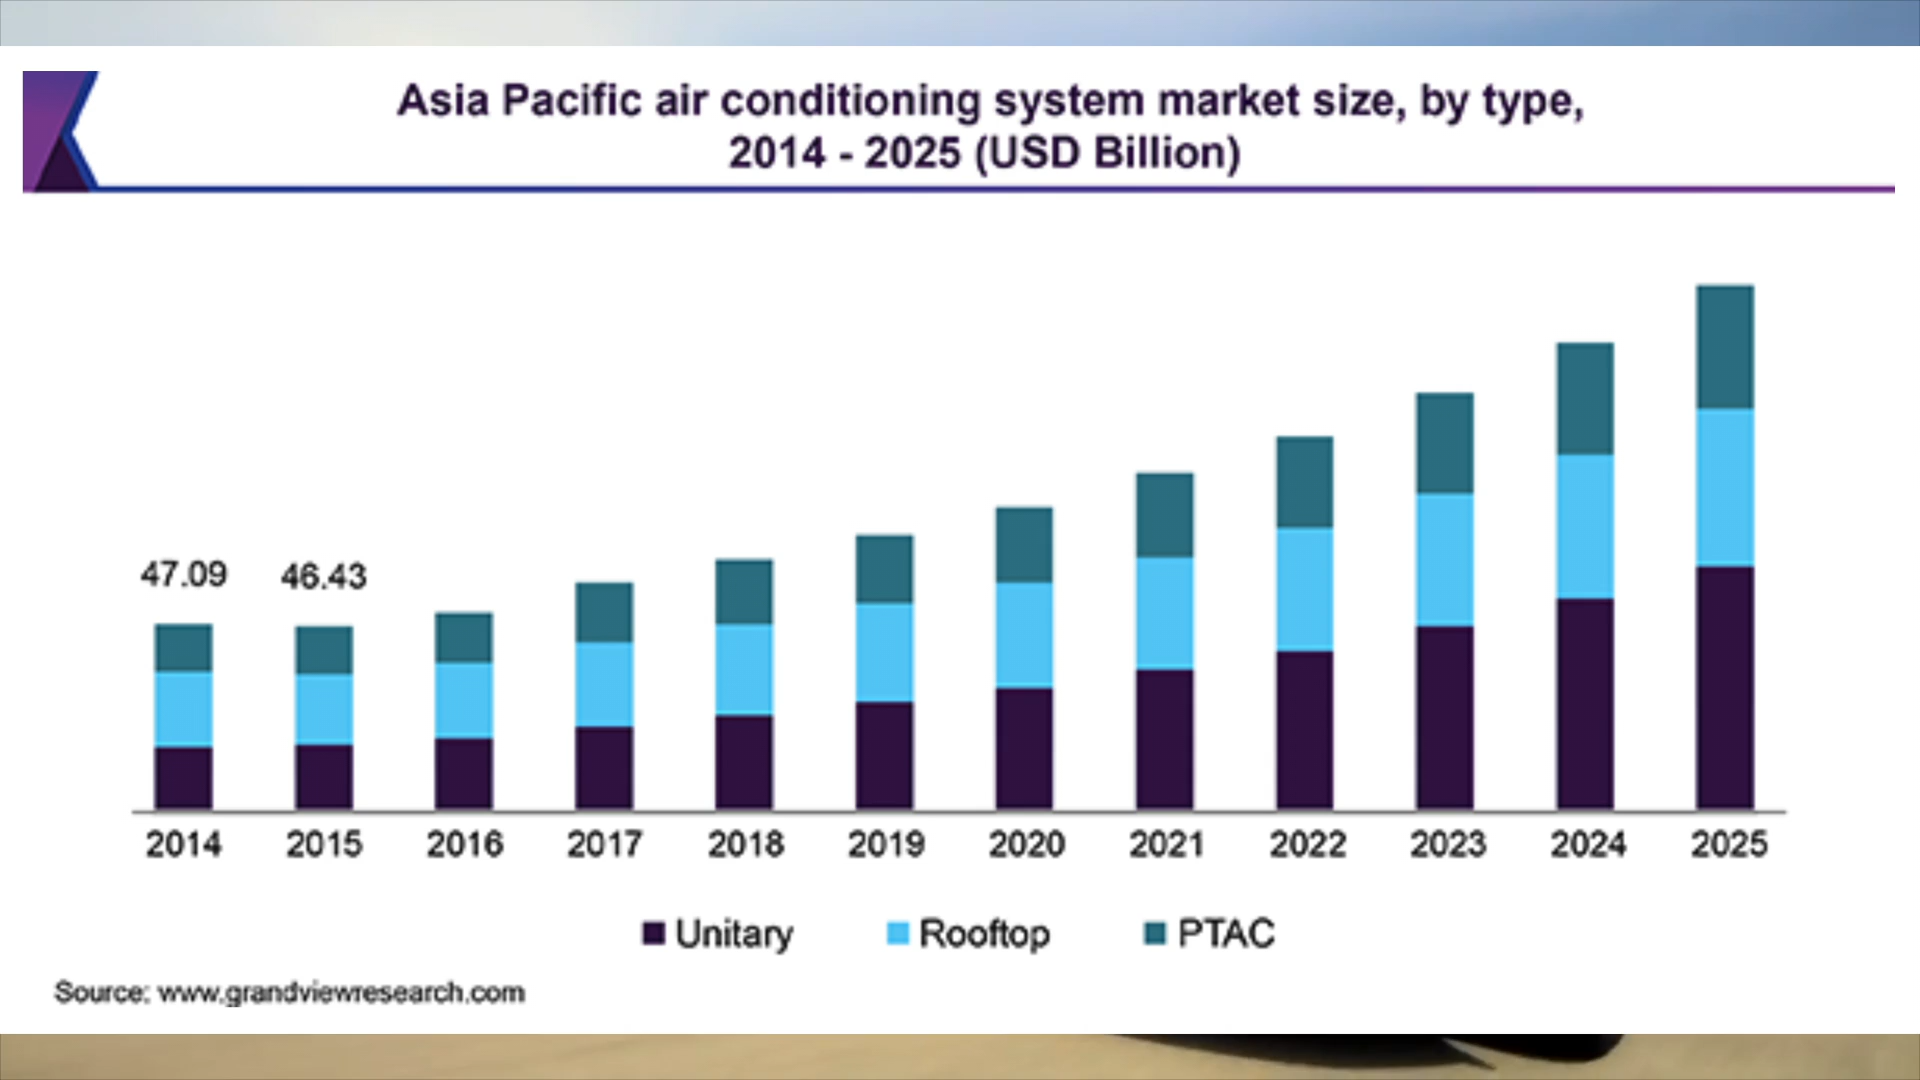 Asia Pacific air conditioning system market size, by type,
2014 - 2025 (USD Billion)
47.09
46.43
2014
2015
2016
2017
2018
2019
2020
2021
2022
2023
2024
2025
Unitary
Rooftop
PTAC
Source: www.grandviewresearch.com